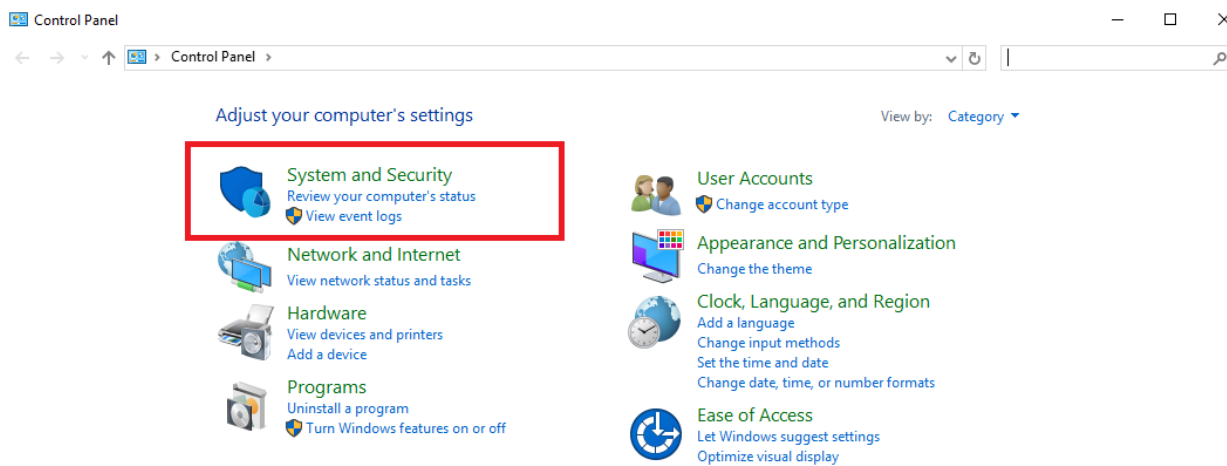 Control Panel
Control Panel
Adjust your computer's settings
View by: Category
System and Security
Review your computer's status
View event logs
Network and Internet
View network status and tasks
Hardware
View devices and printers
Add a device
Programs
Uninstall a program
Turn Windows features on or off
User Accounts
Change account type
Appearance and Personalization
Change the theme
Clock, Language, and Region
Add a language
Change input methods
Set the time and date
Change date, time, or number formats
Ease of Access
Let Windows suggest settings
Optimize visual display